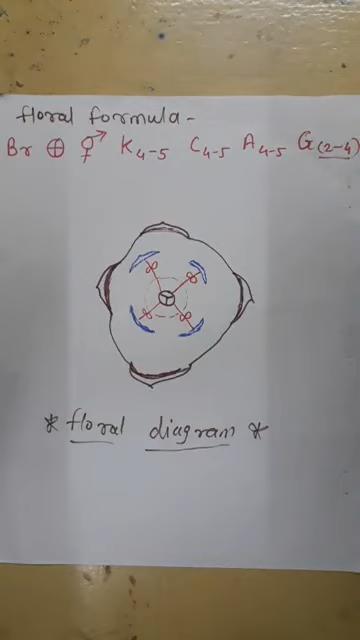 floral formula -
Br ⊕ ⚥ K4-5 C4-5 A4-5 G(2-4)
* floral diagram *